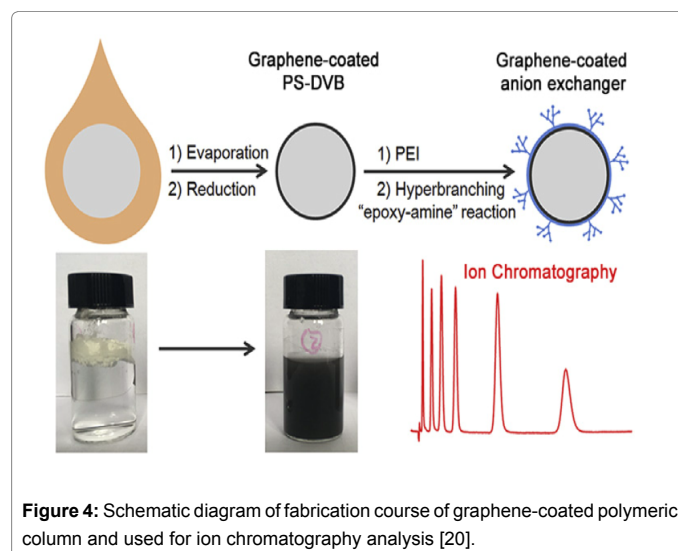 Graphene-coated
PS-DVB
Graphene-coated
anion exchanger
1) Evaporation
2) Reduction
1) PEI
2) Hyperbranching
"epoxy-amine" reaction
Ion Chromatography
Figure 4: Schematic diagram of fabrication course of graphene-coated polymeric
column and used for ion chromatography analysis [20].